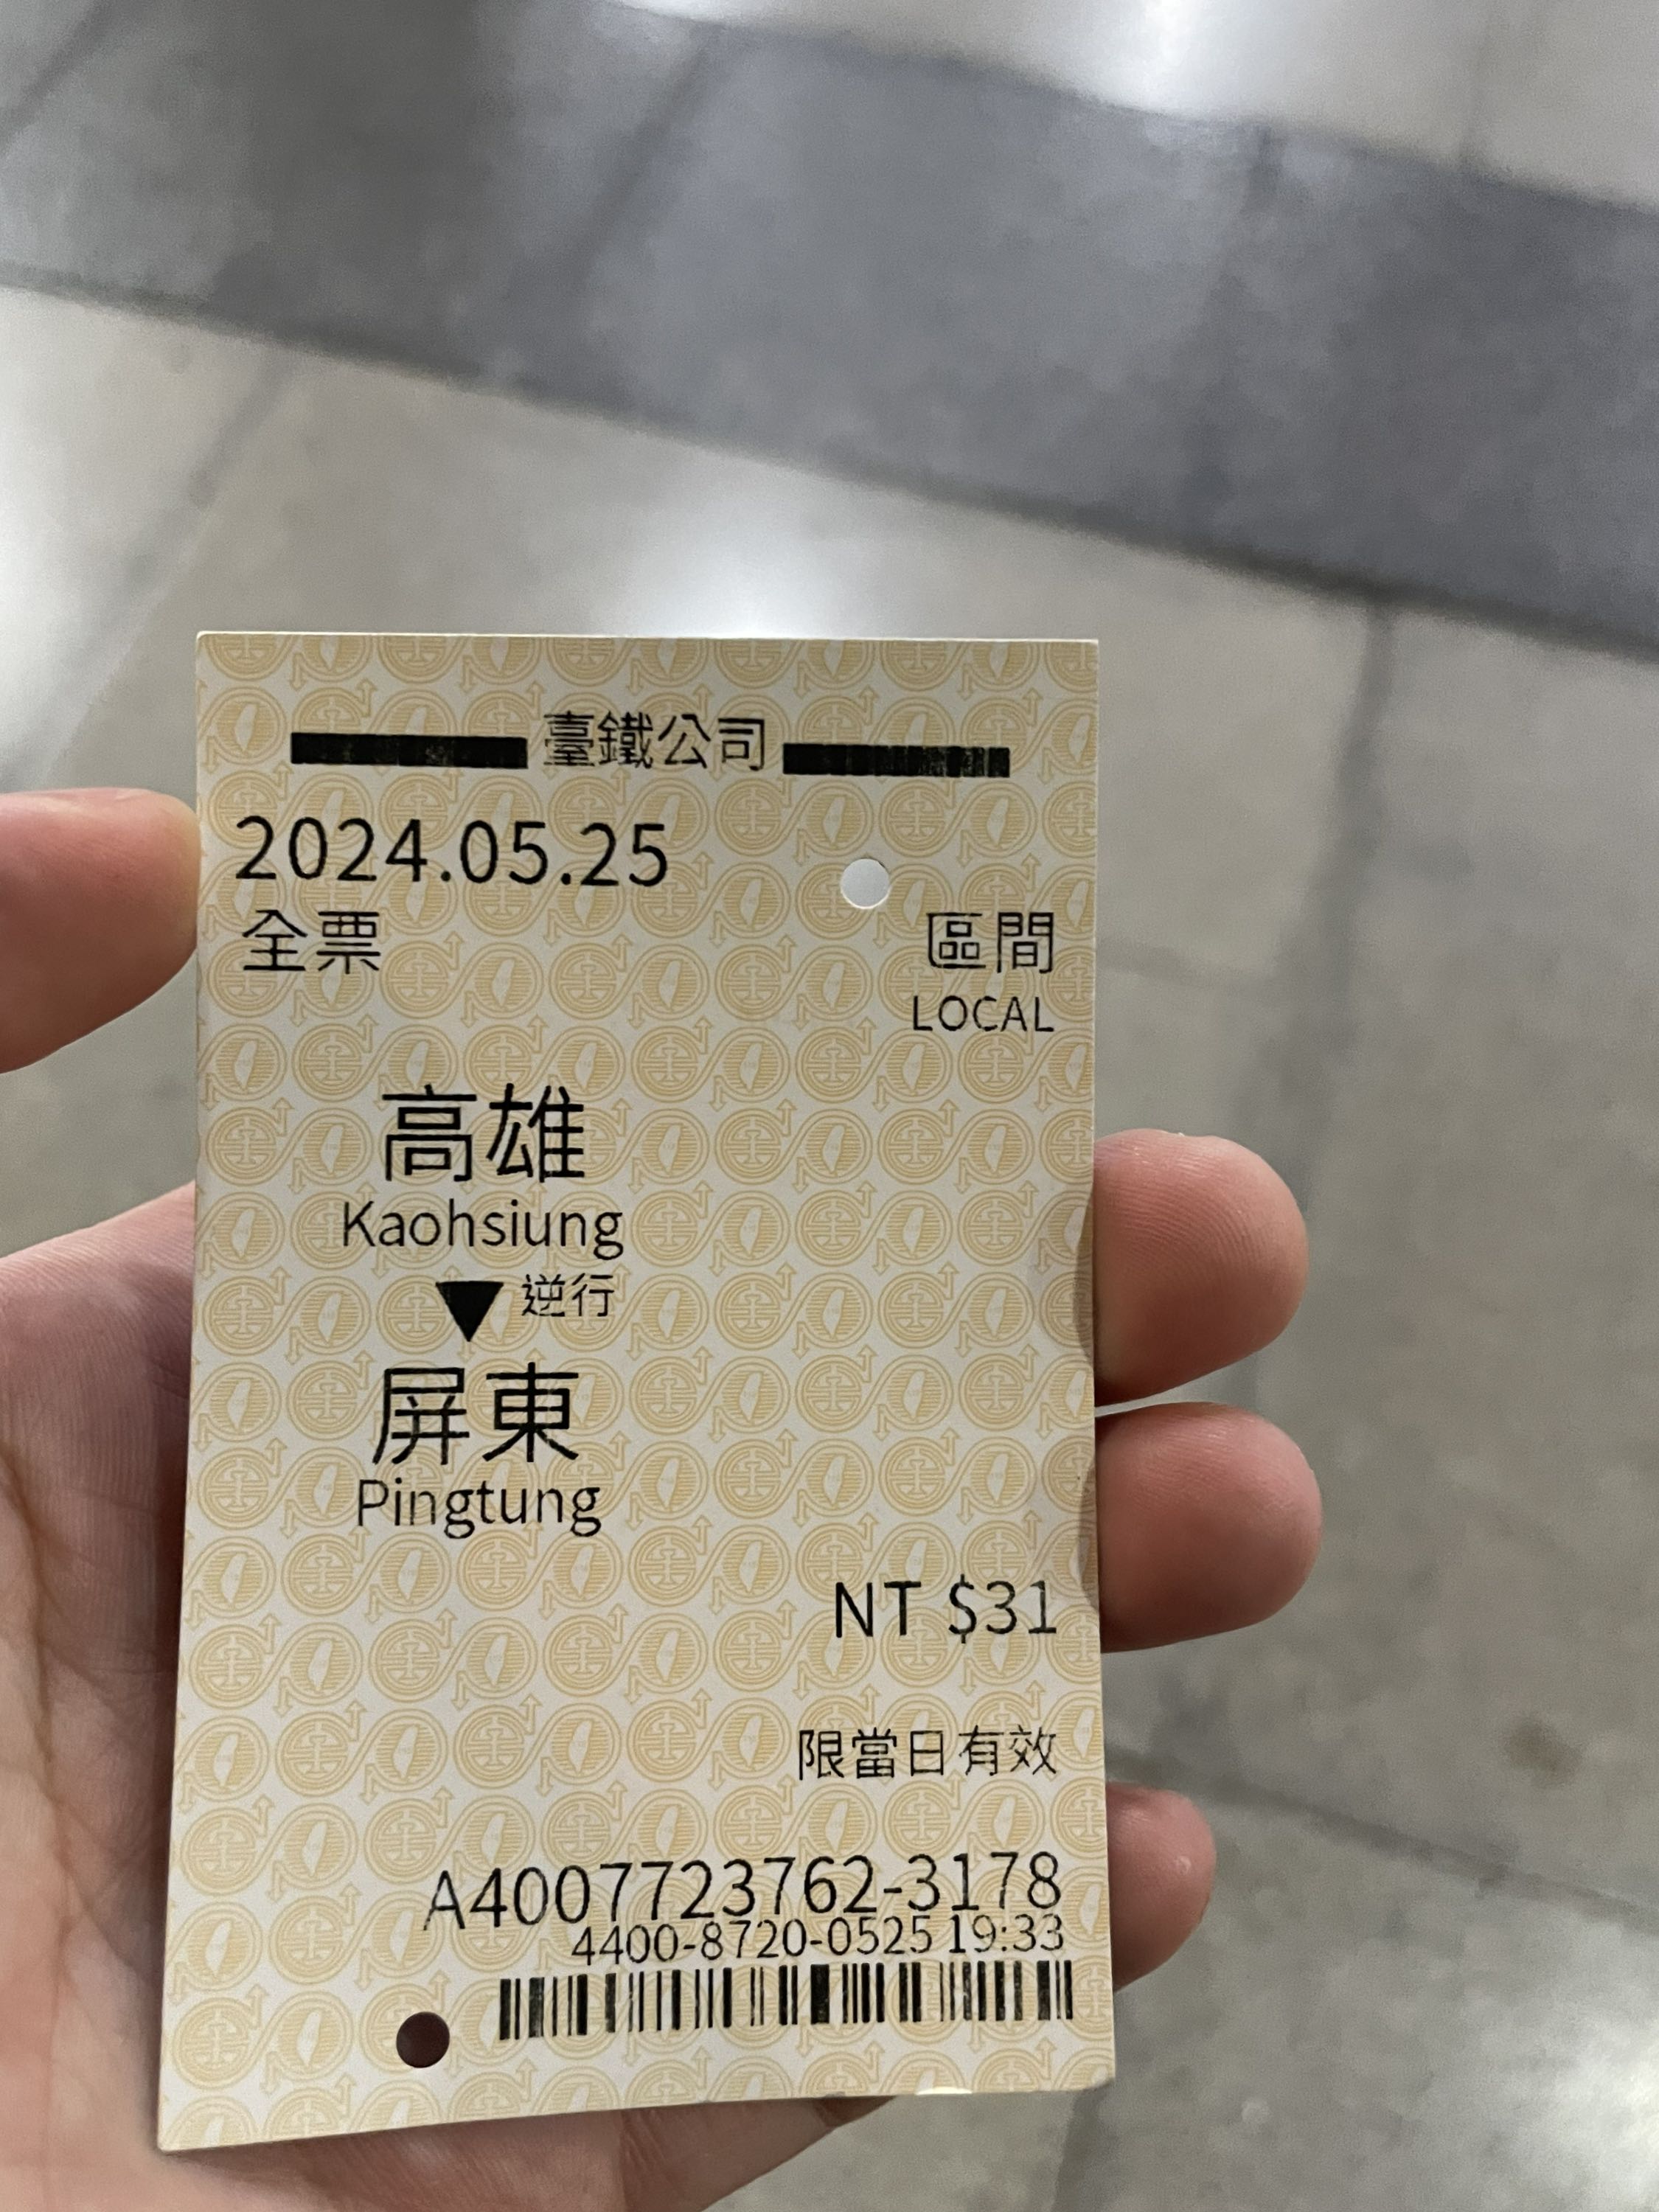 臺鐵公司
2024.05.25
全票
區間
LOCAL
高雄
Kaohsiung
▼ 逆行
屏東
Pingtung
NT $31
限當日有效
A4007723762-3178
4400-8720-0525 19:33